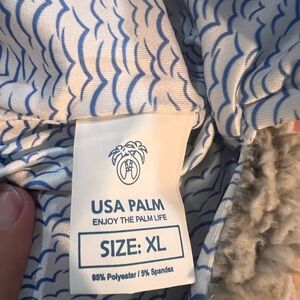 USA PALM
ENJOY THE PALM LIFE
SIZE: XL
95% Polyester / 5% Spandex